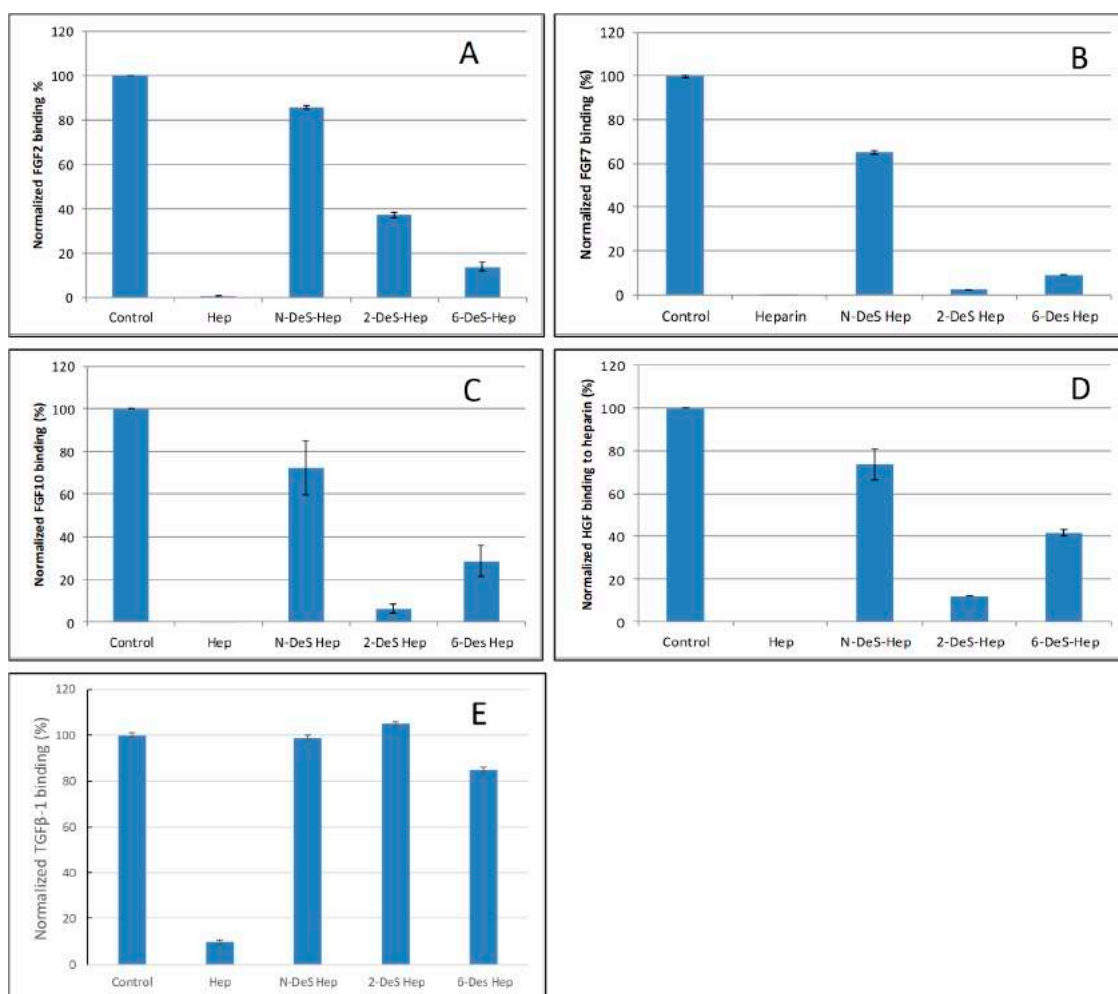 A
Normalized FGF2 binding %
120
100
80
60
40
20
0
Control Hep N-DeS-Hep 2-DeS-Hep 6-DeS-Hep
B
Normalized FGF7 binding (%)
120
100
80
60
40
20
0
Control Heparin N-DeS Hep 2-DeS Hep 6-Des Hep
C
Normalized FGF10 binding (%)
120
100
80
60
40
20
0
Control Hep N-DeS Hep 2-DeS Hep 6-Des Hep
D
Normalized HGF binding to heparin (%)
120
100
80
60
40
20
0
Control Hep N-DeS-Hep 2-DeS-Hep 6-DeS-Hep
E
Normalized TGFβ-1 binding (%)
120
100
80
60
40
20
0
Control Hep N-DeS Hep 2-DeS Hep 6-Des Hep